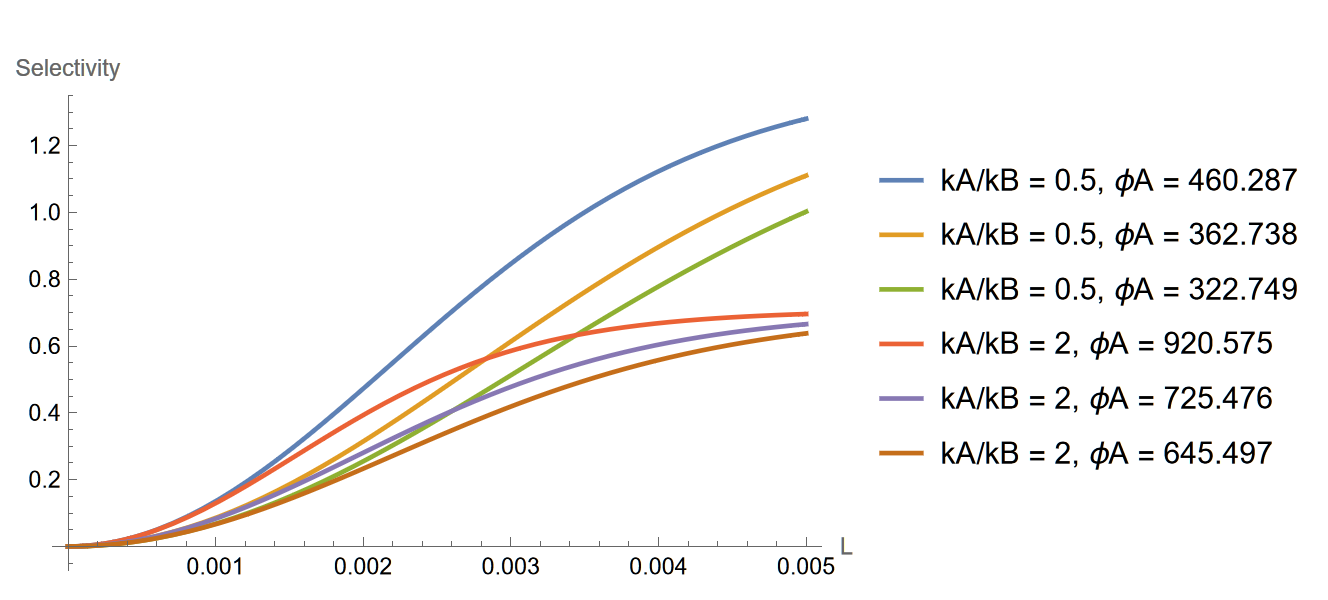 Selectivity
1.2
1.0
0.8
0.6
0.4
0.2
0.001 0.002 0.003 0.004 0.005 L
kA/kB = 0.5, ϕA = 460.287
kA/kB = 0.5, ϕA = 362.738
kA/kB = 0.5, ϕA = 322.749
kA/kB = 2, ϕA = 920.575
kA/kB = 2, ϕA = 725.476
kA/kB = 2, ϕA = 645.497